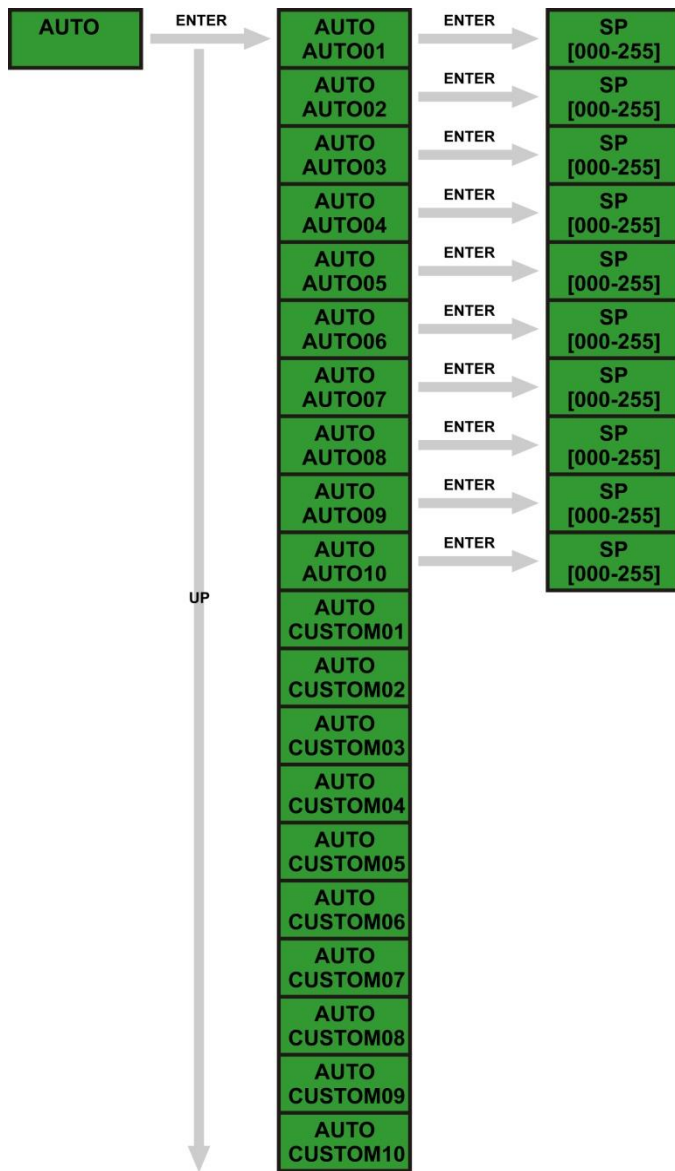 AUTO
ENTER
AUTO
AUTO01
ENTER
SP
[000-255]
AUTO
AUTO02
ENTER
SP
[000-255]
AUTO
AUTO03
ENTER
SP
[000-255]
AUTO
AUTO04
ENTER
SP
[000-255]
AUTO
AUTO05
ENTER
SP
[000-255]
AUTO
AUTO06
ENTER
SP
[000-255]
AUTO
AUTO07
ENTER
SP
[000-255]
AUTO
AUTO08
ENTER
SP
[000-255]
AUTO
AUTO09
ENTER
SP
[000-255]
AUTO
AUTO10
ENTER
SP
[000-255]
UP
AUTO
CUSTOM01
AUTO
CUSTOM02
AUTO
CUSTOM03
AUTO
CUSTOM04
AUTO
CUSTOM05
AUTO
CUSTOM06
AUTO
CUSTOM07
AUTO
CUSTOM08
AUTO
CUSTOM09
AUTO
CUSTOM10